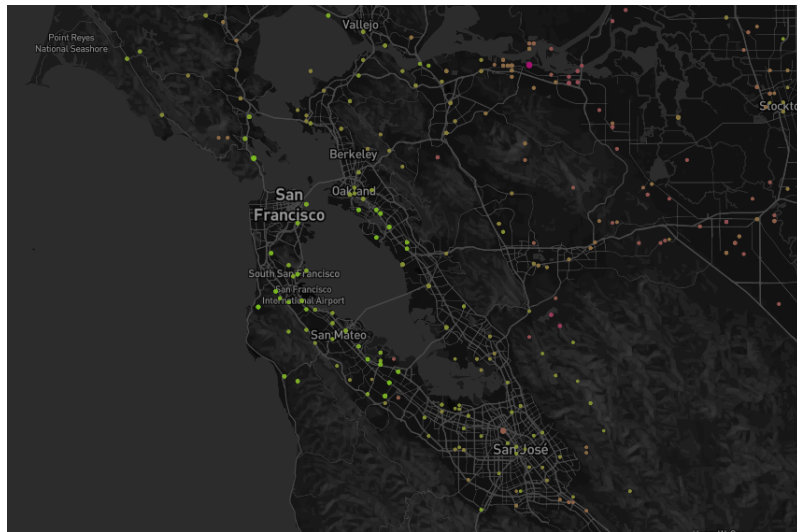 Vallejo
Point Reyes
National Seashore
Stockto
Berkeley
Oakland
San
Francisco
South San Francisco
San Francisco
International Airport
San Mateo
San José